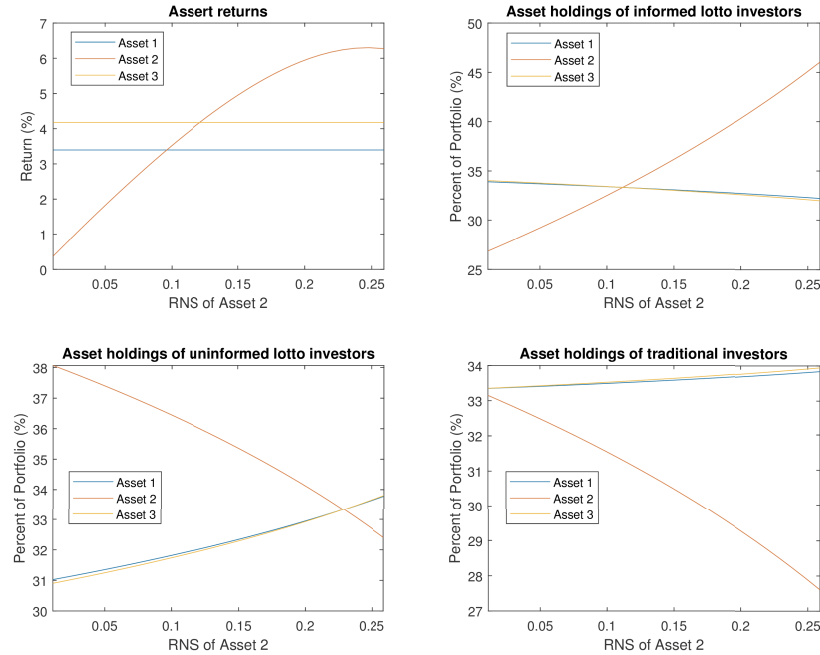 Assert returns
7
6
5
4
3
2
1
0
Return (%)
Asset 1
Asset 2
Asset 3
0.05
0.1
0.15
0.2
0.25
RNS of Asset 2
Asset holdings of informed lotto investors
50
45
40
35
30
25
Percent of Portfolio (%)
Asset 1
Asset 2
Asset 3
0.05
0.1
0.15
0.2
0.25
RNS of Asset 2
Asset holdings of uninformed lotto investors
38
37
36
35
34
33
32
31
30
Percent of Portfolio (%)
Asset 1
Asset 2
Asset 3
0.05
0.1
0.15
0.2
0.25
RNS of Asset 2
Asset holdings of traditional investors
34
33
32
31
30
29
28
27
Percent of Portfolio (%)
Asset 1
Asset 2
Asset 3
0.05
0.1
0.15
0.2
0.25
RNS of Asset 2